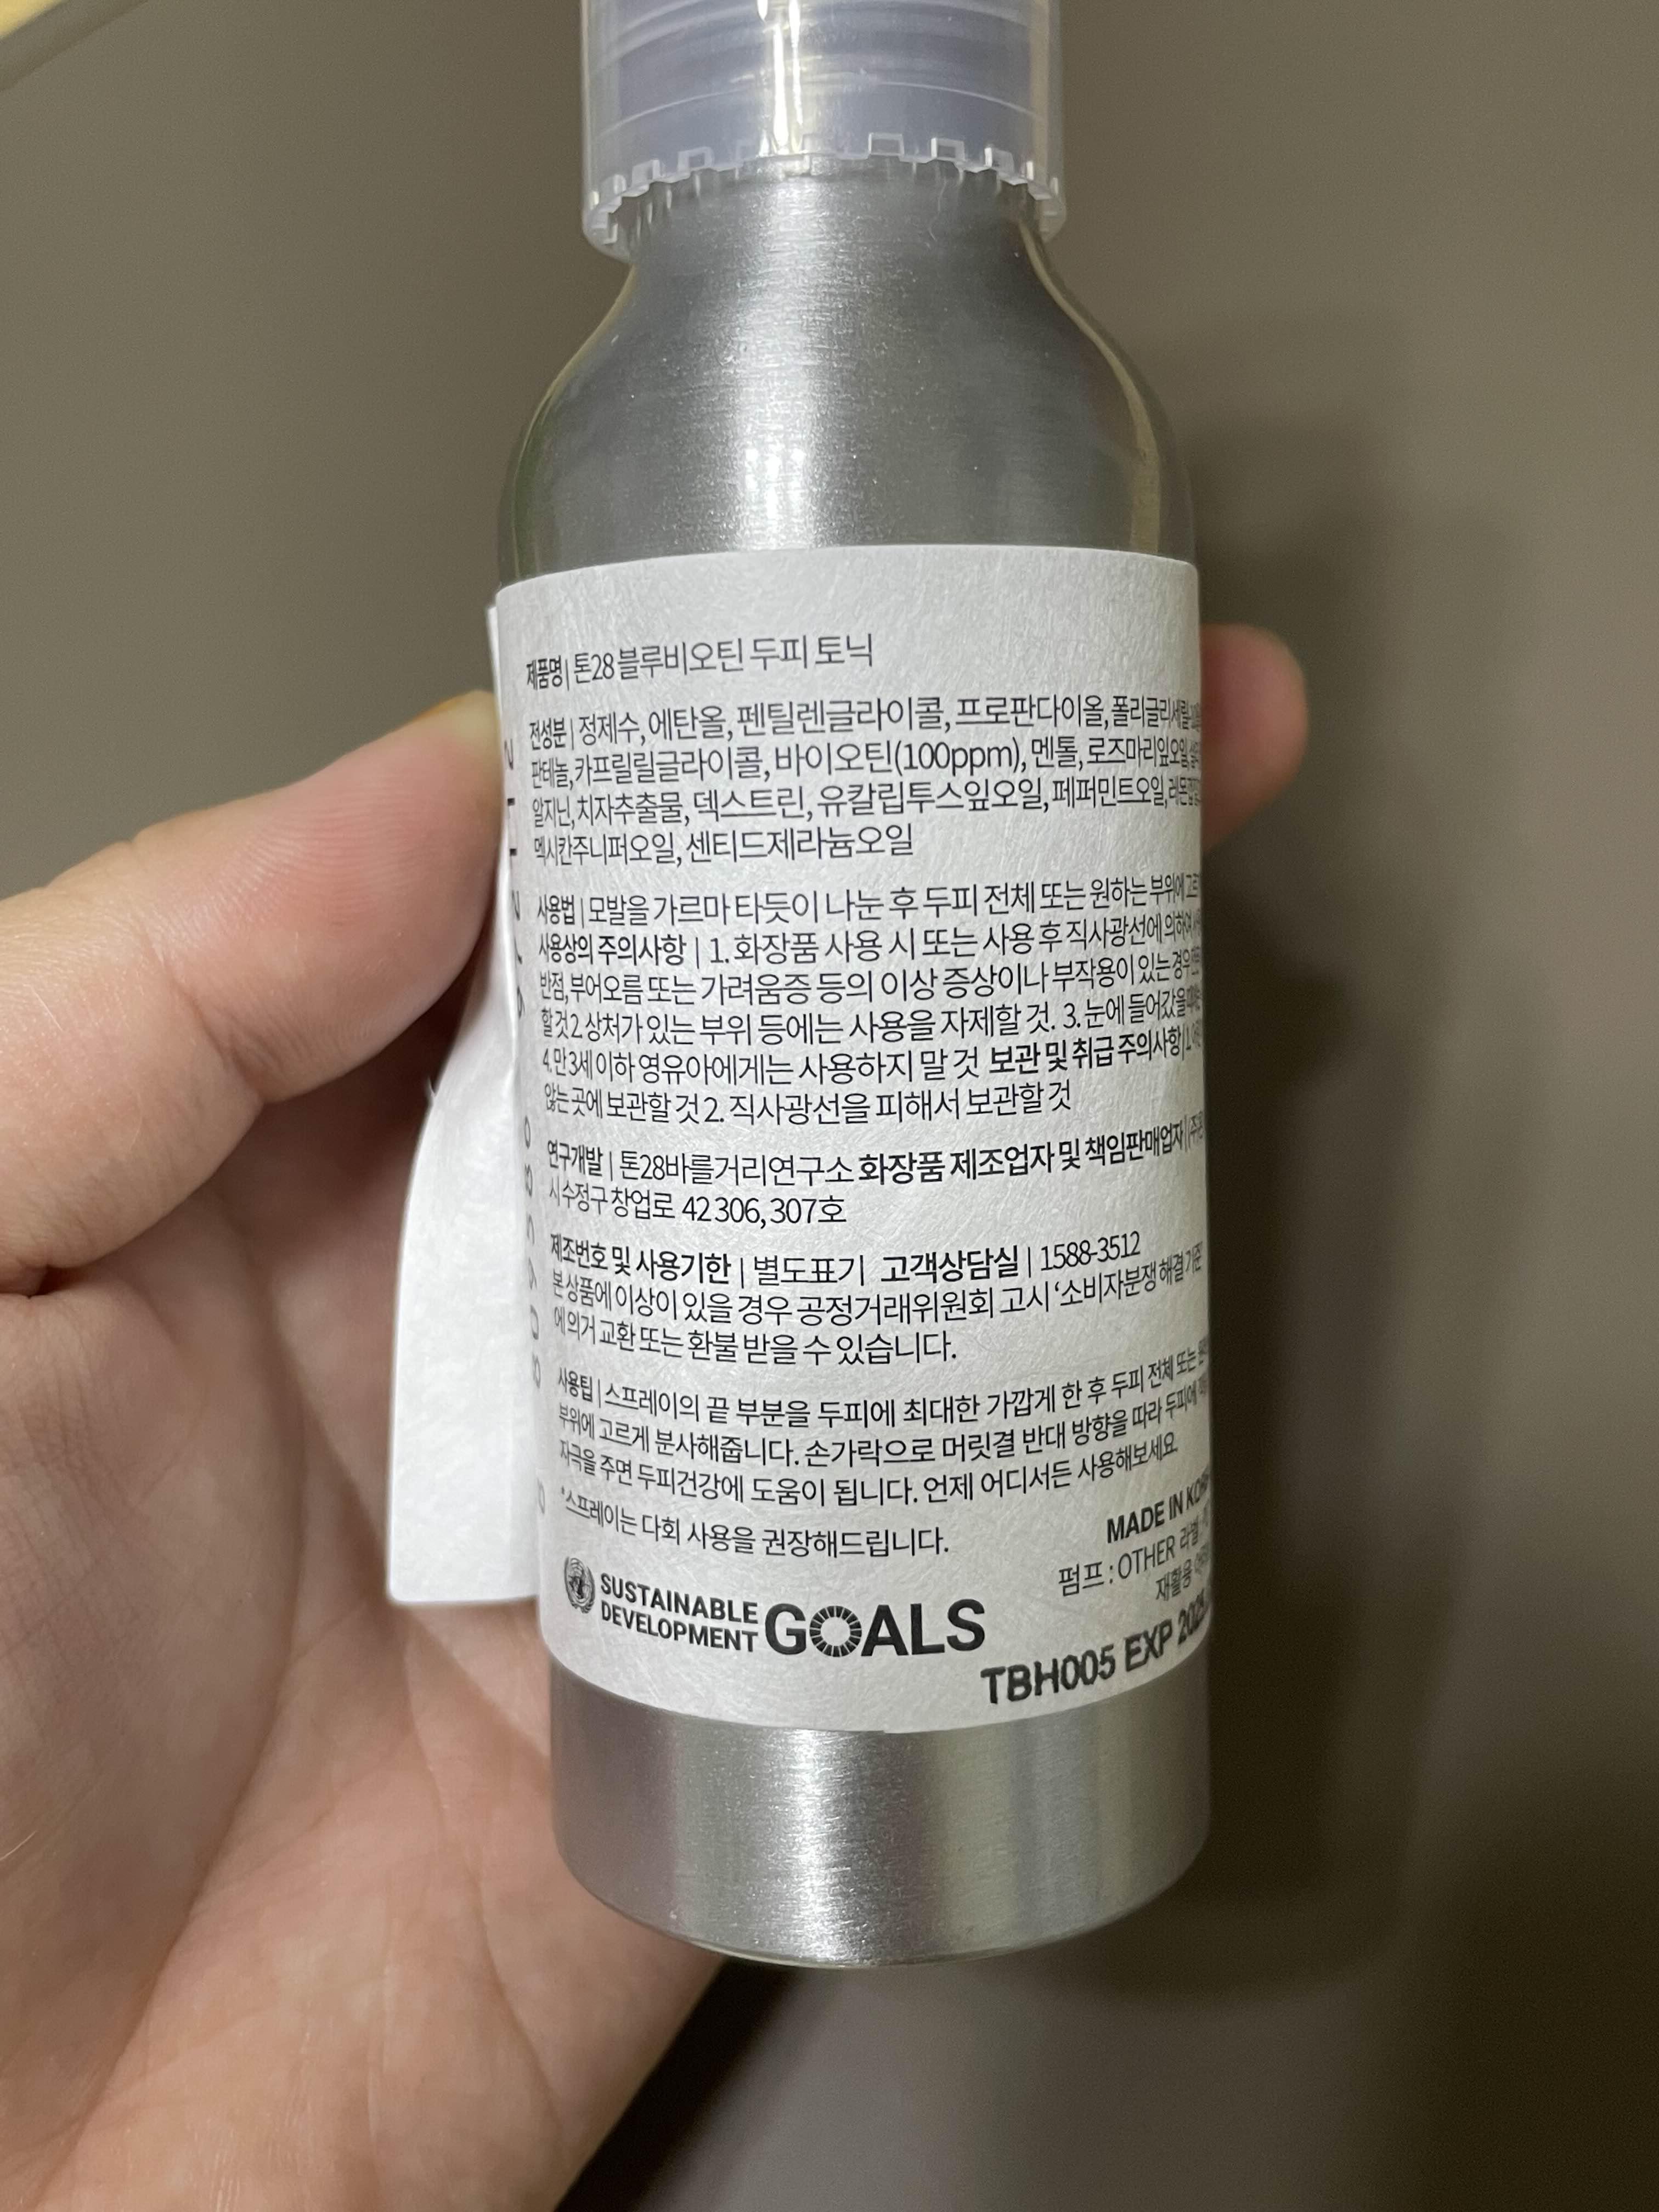 제품명 | 톤28 블루비오틴 두피 토닉
전성분 | 정제수, 에탄올, 펜틸렌글라이콜, 프로판다이올, 폴리글리세릴
판테놀, 카프릴릴글라이콜, 바이오틴(100ppm), 멘톨, 로즈마리잎오일,
알지닌, 치자추출물, 덱스트린, 유칼립투스잎오일, 페퍼민트오일,
멕시칸주니퍼오일, 센티드제라늄오일
사용법 | 모발을 가르마 타듯이 나눈 후 두피 전체 또는 원하는 부위에
사용상의 주의사항 | 1. 화장품 사용 시 또는 사용 후 직사광선에 의하여
반점, 부어오름 또는 가려움증 등의 이상 증상이나 부작용이 있는 경우
할 것 2. 상처가 있는 부위 등에는 사용을 자제할 것. 3. 눈에 들어갔을
4. 만 3세 이하 영유아에게는 사용하지 말 것 보관 및 취급 주의사항 | 1.
않는 곳에 보관할 것 2. 직사광선을 피해서 보관할 것
연구개발 | 톤28바를거리연구소 화장품 제조업자 및 책임판매업자 |
시 수정구 창업로 42 306, 307호
제조번호 및 사용기한 | 별도표기 고객상담실 | 1588-3512
본 상품에 이상이 있을 경우 공정거래위원회 고시 '소비자분쟁 해결 기준'
에 의거 교환 또는 환불 받을 수 있습니다.
사용팁 | 스프레이의 끝 부분을 두피에 최대한 가깝게 한 후 두피 전체 또는
부위에 고르게 분사해줍니다. 손가락으로 머릿결 반대 방향을 따라 두피에
자극을 주면 두피건강에 도움이 됩니다. 언제 어디서든 사용해보세요.
*스프레이는 다회 사용을 권장해드립니다.
MADE IN
펌프 : OTHER 라벨
재활용
SUSTAINABLE
DEVELOPMENT GOALS
TBH005 EXP